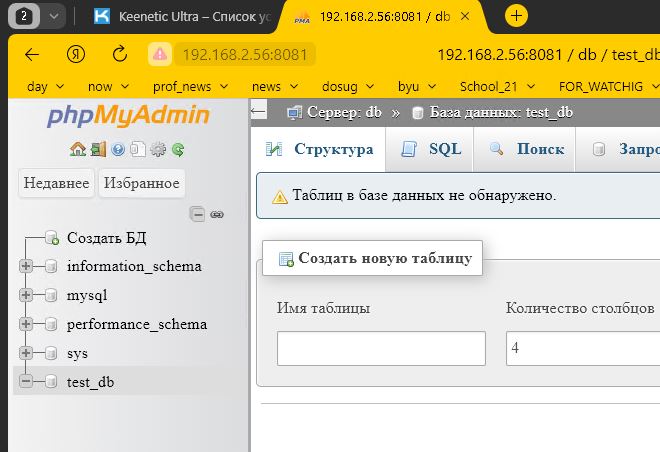 2
Keenetic Ultra – Список ус
PMA
192.168.2.56:8081 / db
192.168.2.56:8081
192.168.2.56:8081 / db / test_db
day now prof_news news dosug byu School_21 FOR_WATCHIG
phpMyAdmin
Недавнее Избранное
Создать БД
information_schema
mysql
performance_schema
sys
test_db
Сервер: db » База данных: test_db
Структура SQL Поиск Запро
Таблиц в базе данных не обнаружено.
Создать новую таблицу
Имя таблицы Количество столбцов
4